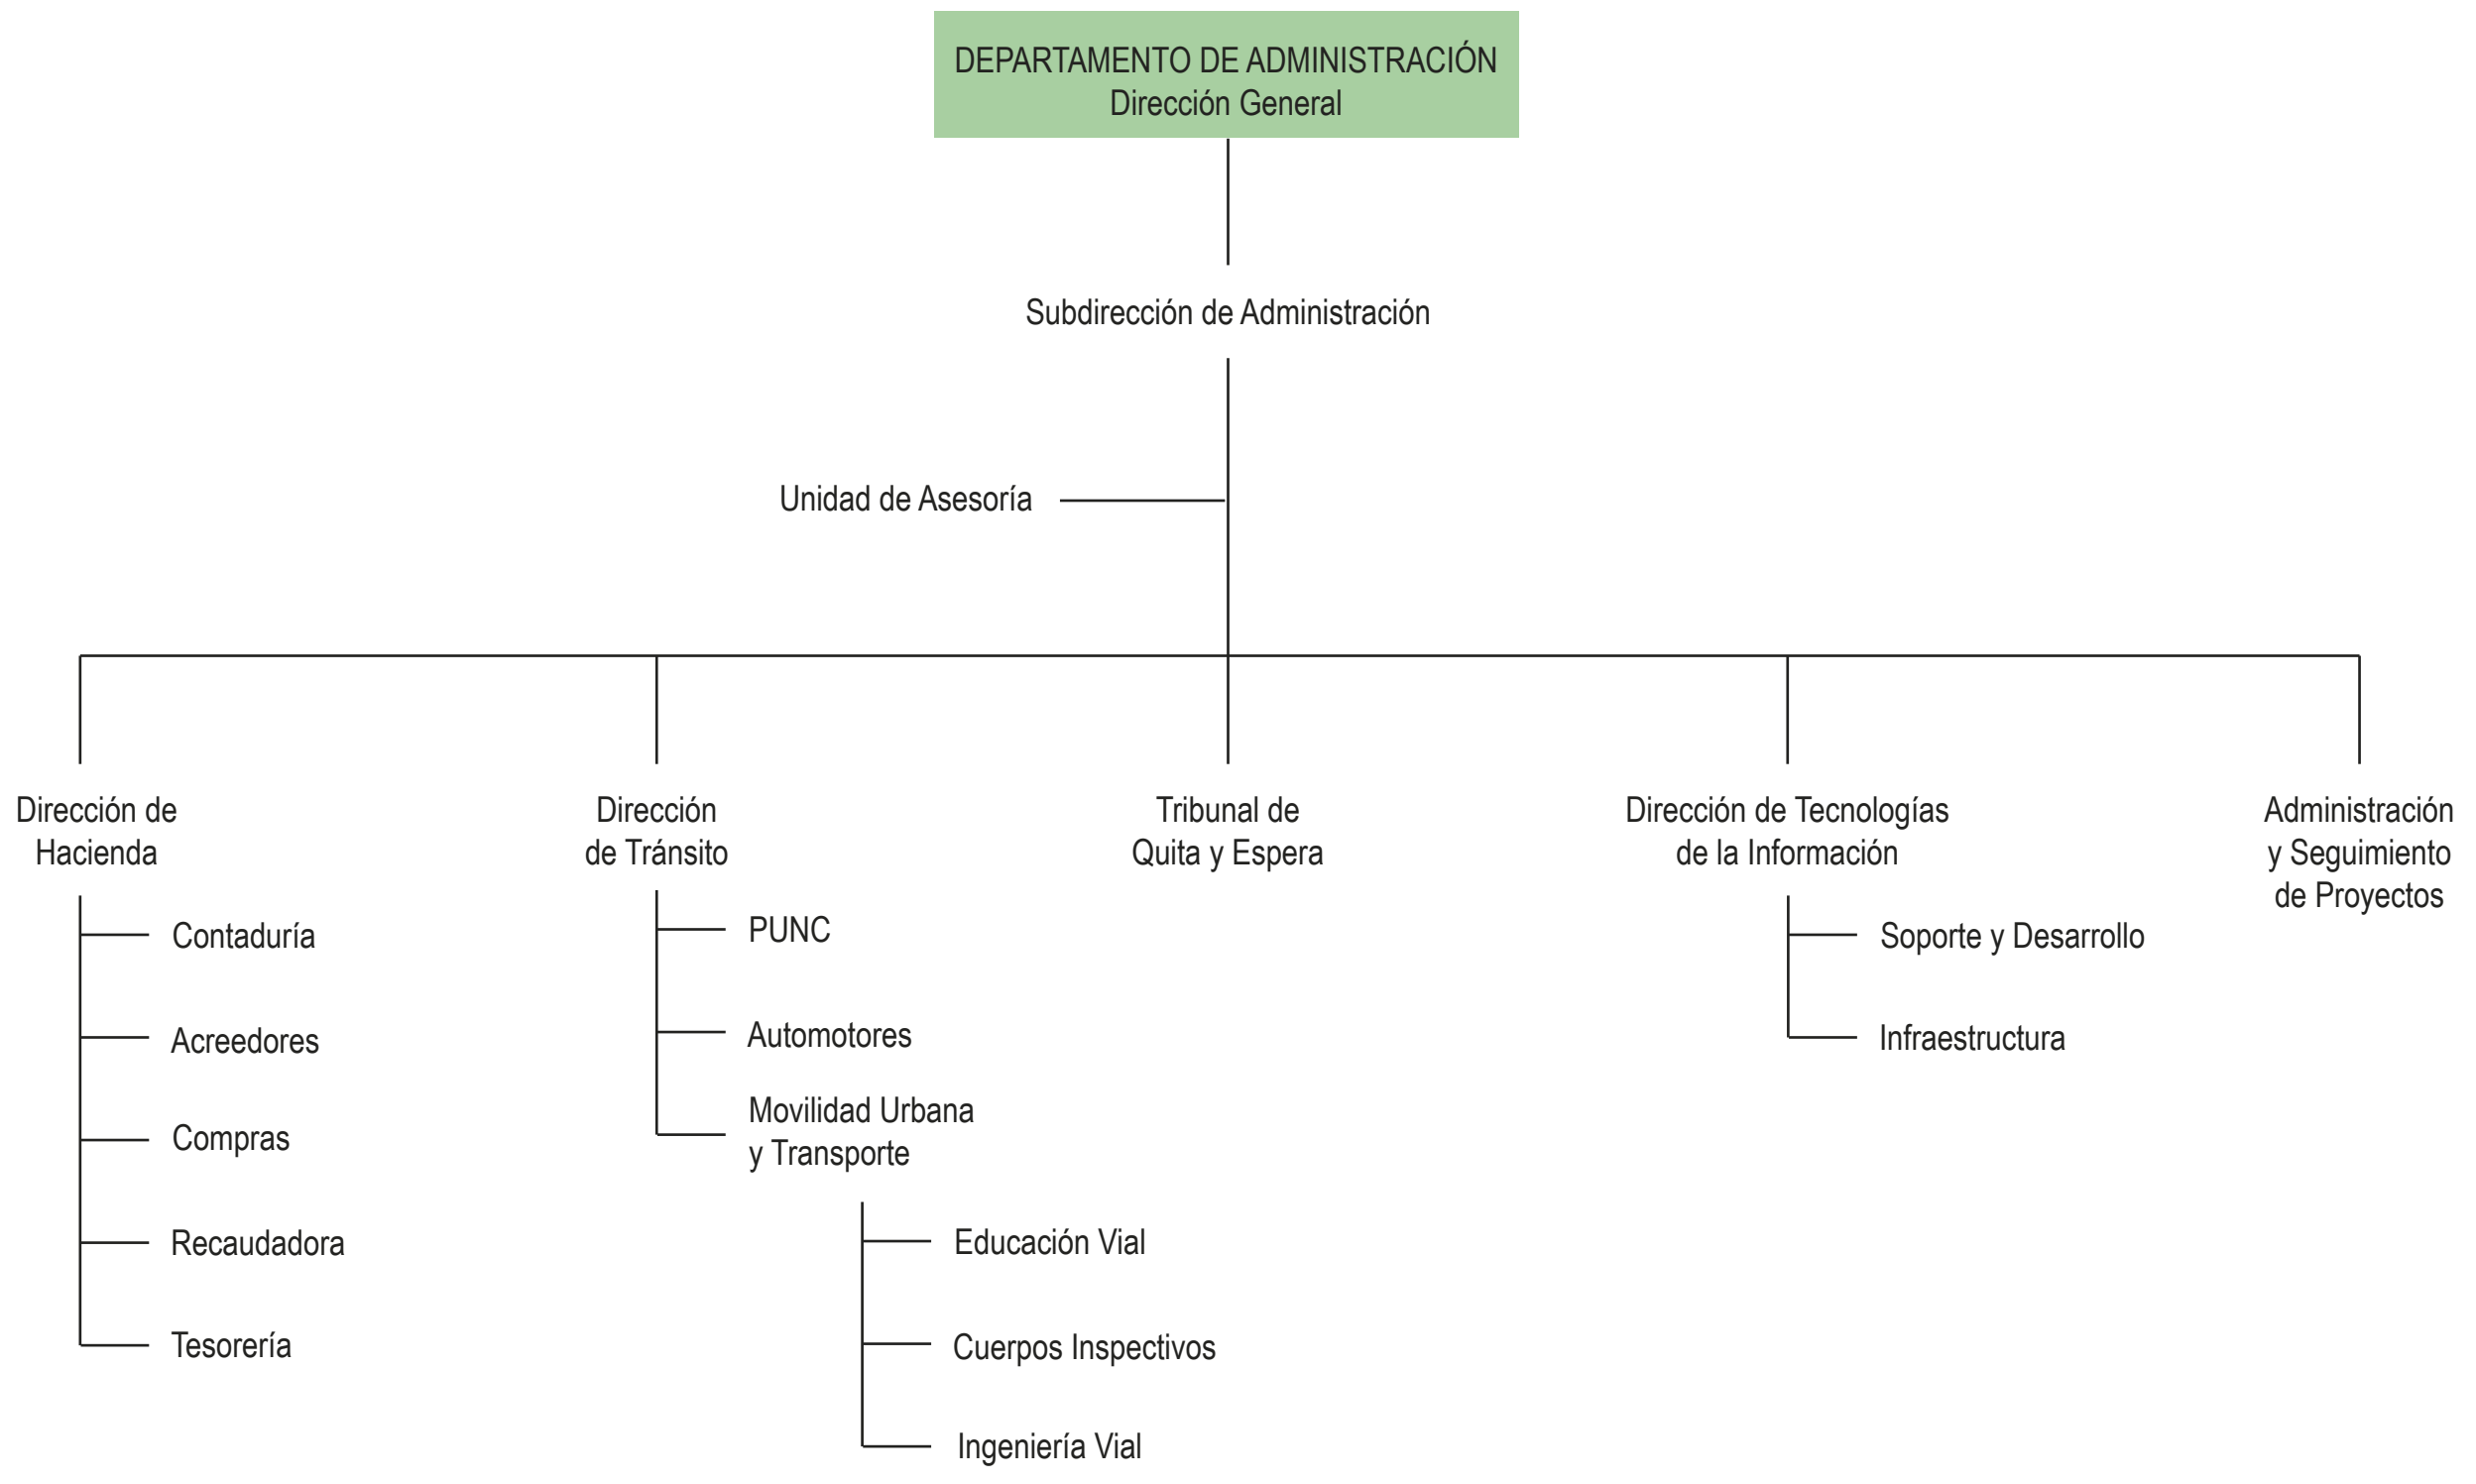 DEPARTAMENTO DE ADMINISTRACIÓN
Dirección General
Subdirección de Administración
Unidad de Asesoría
Dirección de
Hacienda
Contaduría
Acreedores
Compras
Recaudadora
Tesorería
Dirección
de Tránsito
PUNC
Automotores
Movilidad Urbana
y Transporte
Educación Vial
Cuerpos Inspectivos
Ingeniería Vial
Tribunal de
Quita y Espera
Dirección de Tecnologías
de la Información
Soporte y Desarrollo
Infraestructura
Administración
y Seguimiento
de Proyectos